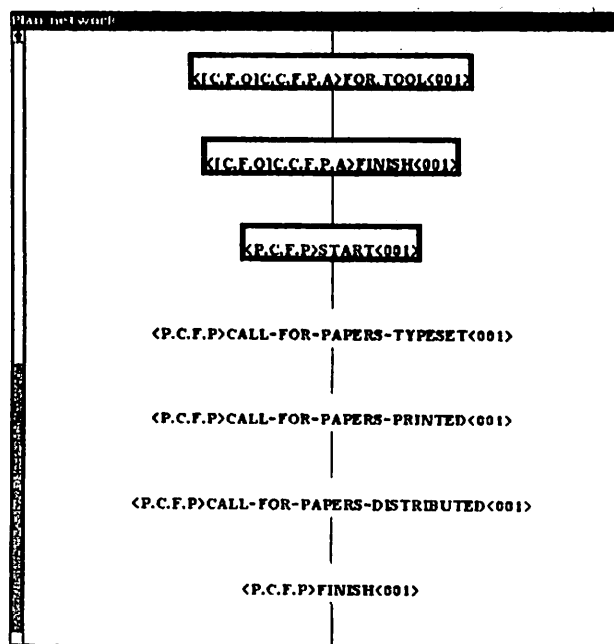 Plan network
<[C.F.O]C.C.F.P.A>FOR.TOOL<001>
<[C.F.O]C.C.F.P.A>FINISH<001>
<P.C.F.P>START<001>
<P.C.F.P>CALL-FOR-PAPERS-TYPESET<001>
<P.C.F.P>CALL-FOR-PAPERS-PRINTED<001>
<P.C.F.P>CALL-FOR-PAPERS-DISTRIBUTED<001>
<P.C.F.P>FINISH<001>